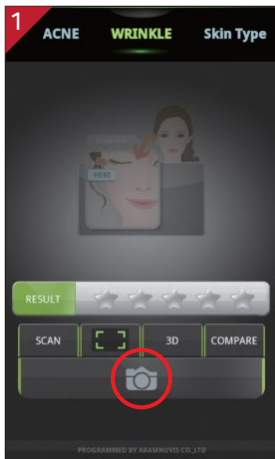 1
ACNE WRINKLE Skin Type
HERE
RESULT
SCAN 3D COMPARE
PROGRAMMED BY ARAMHUVIS CO.,LTD